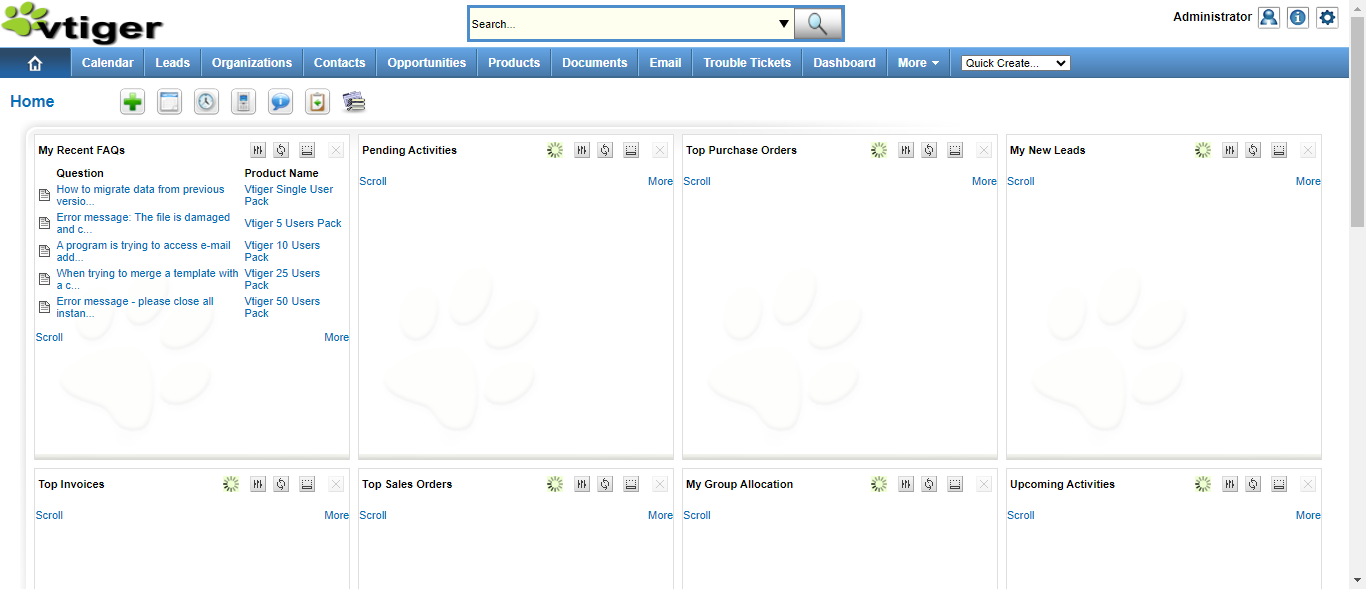 vtiger
Search...
Administrator
Calendar Leads Organizations Contacts Opportunities Products Documents Email Trouble Tickets Dashboard More Quick Create...
Home
My Recent FAQs
Question Product Name
How to migrate data from previous versio... Vtiger Single User Pack
Error message: The file is damaged and c... Vtiger 5 Users Pack
A program is trying to access e-mail add... Vtiger 10 Users Pack
When trying to merge a template with a c... Vtiger 25 Users Pack
Error message - please close all instan... Vtiger 50 Users Pack
Scroll More
Pending Activities
Scroll More
Top Purchase Orders
Scroll More
My New Leads
Scroll More
Top Invoices
Scroll More
Top Sales Orders
Scroll More
My Group Allocation
Scroll
Upcoming Activities
Scroll More